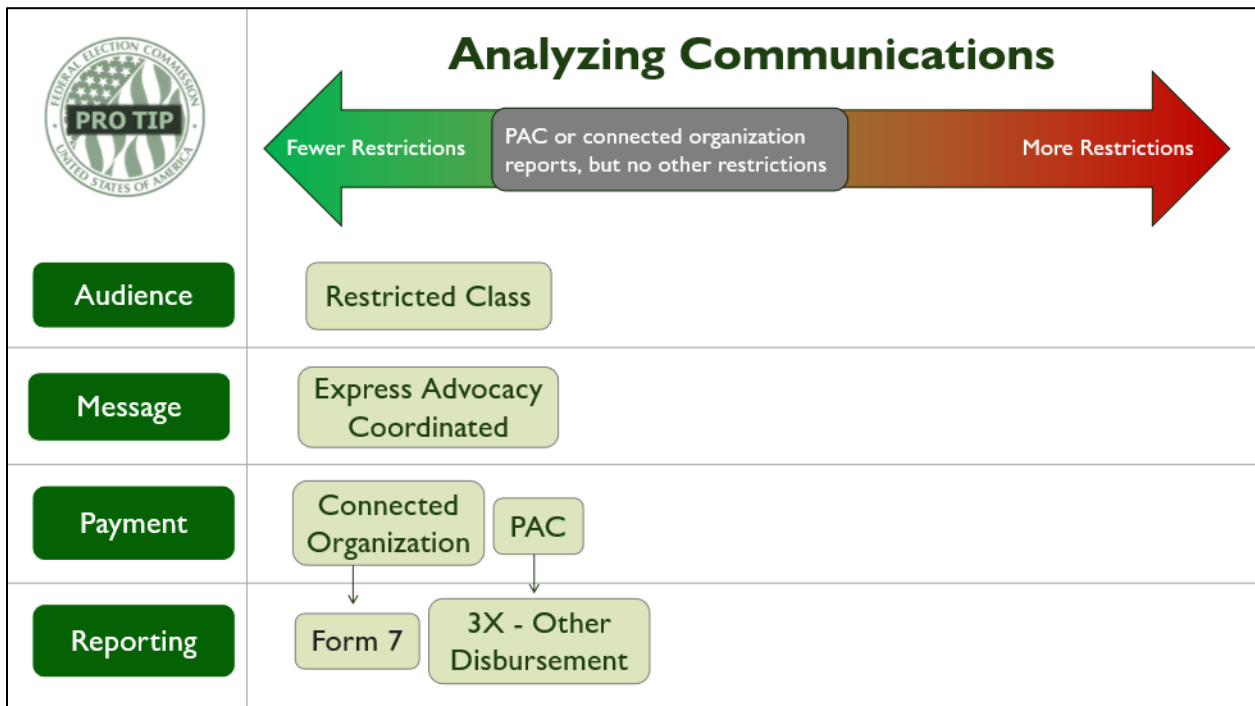 FEDERAL ELECTION COMMISSION
PRO TIP
UNITED STATES OF AMERICA
Analyzing Communications
Fewer Restrictions
PAC or connected organization
reports, but no other restrictions
More Restrictions
Audience
Restricted Class
Message
Express Advocacy
Coordinated
Payment
Connected
Organization
PAC
Reporting
Form 7
3X - Other
Disbursement